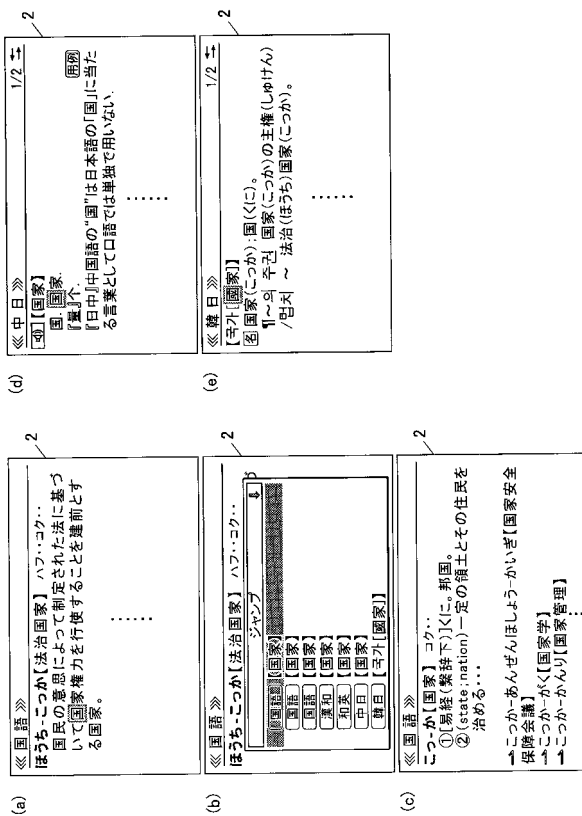 (a)
2
≪国語≫
ほうち-こっか【法治国家】 ハフ‥コク‥
国民の意思によって制定された法に基づ
いて国家権力を行使することを建前とす
る国家。
……
(b)
2
≪国語≫
ほうち-こっか【法治国家】 ハフ‥コク‥
ジャンプ ⇩
国語【国家】
国語【国家】
国語【国家】
漢和【国家】
和英【国家】
中日【国家】
韓日 국가[國家]】
(c)
2
≪国語≫
こっ-か【国家】 コク‥
①[易経(繋辞下)]くに。邦国。
②(state;nation)一定の領土とその住民を
治める・・・
→こっか-あんぜんほしょう-かいぎ【国家安全
保障会議】
→こっか-がく【国家学】
→こっか-かんり【国家管理】
(d)
2
≪中日≫ 1/2
【国家】
国. 国家. 用例
『量』个
『日中』中国語の“国”は日本語の「国」に当た
る言葉として口語では単独で用いない.
……
(e)
2
≪韓日≫ 1/2
【국가[國家]】
名 国家(こっか);国(くに)。
¶~의 주권 国家(こっか)の主権(しゅけん)
/법치 ~ 法治(ほうち)国家(こっか)。
……